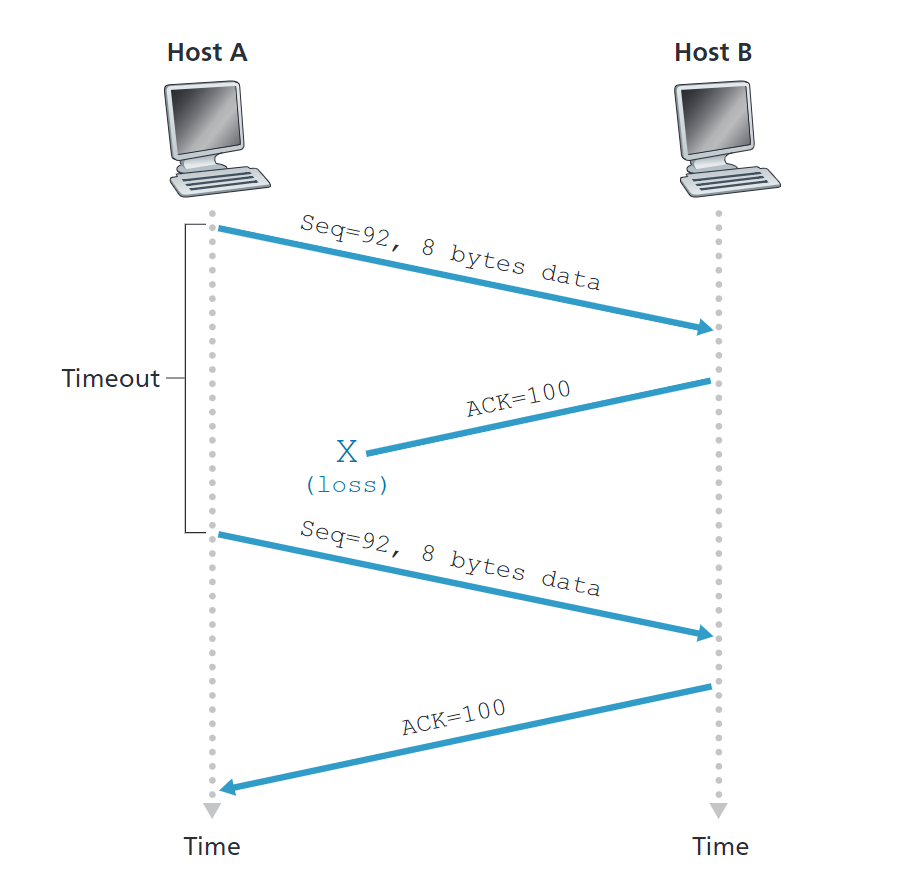 Host A
Host B
Seq=92, 8 bytes data
Timeout
ACK=100
X
(loss)
Seq=92, 8 bytes data
ACK=100
Time
Time